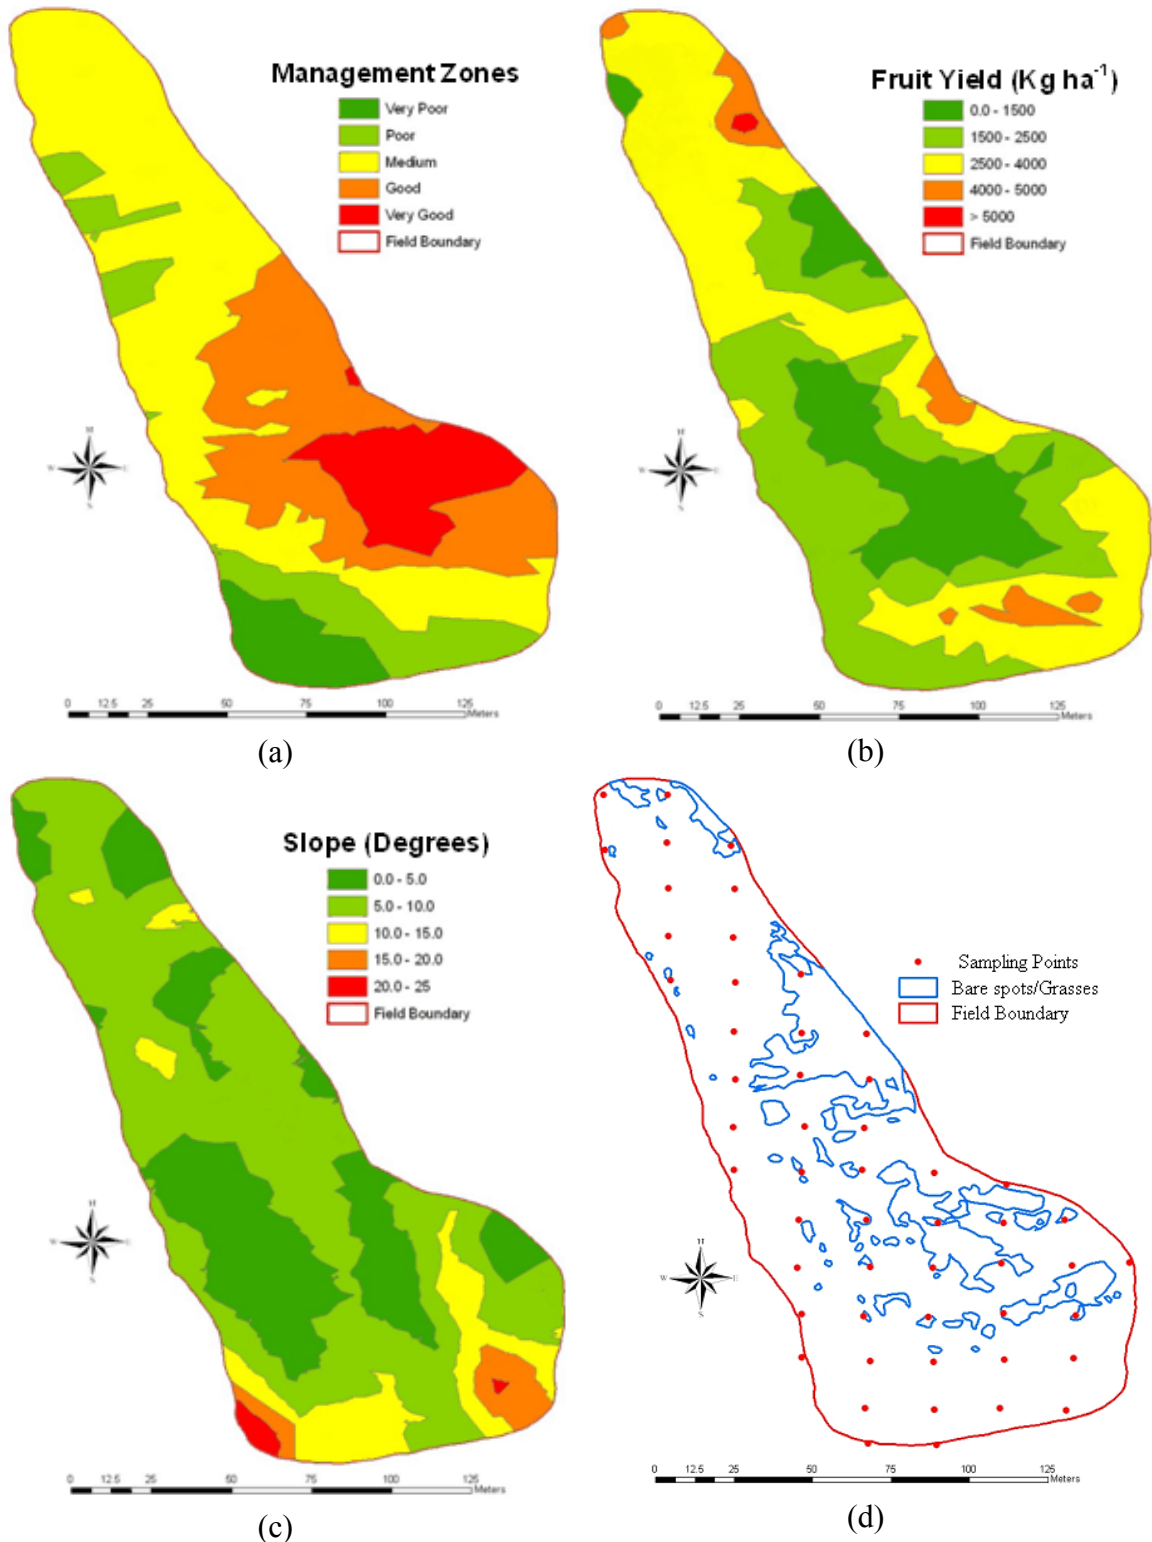 Management Zones
Very Poor
Poor
Medium
Good
Very Good
Field Boundary
W E
S
0 12.5 25 50 75 100 125
Meters
(a)
Fruit Yield (Kg ha⁻¹)
0.0 - 1500
1500 - 2500
2500 - 4000
4000 - 5000
> 5000
Field Boundary
W E
S
0 12.5 25 50 75 100 125
Meters
(b)
Slope (Degrees)
0.0 - 5.0
5.0 - 10.0
10.0 - 15.0
15.0 - 20.0
20.0 - 25
Field Boundary
W E
S
0 12.5 25 50 75 100 125
Meters
(c)
Sampling Points
Bare spots/Grasses
Field Boundary
W E
S
0 12.5 25 50 75 100 125
Meters
(d)